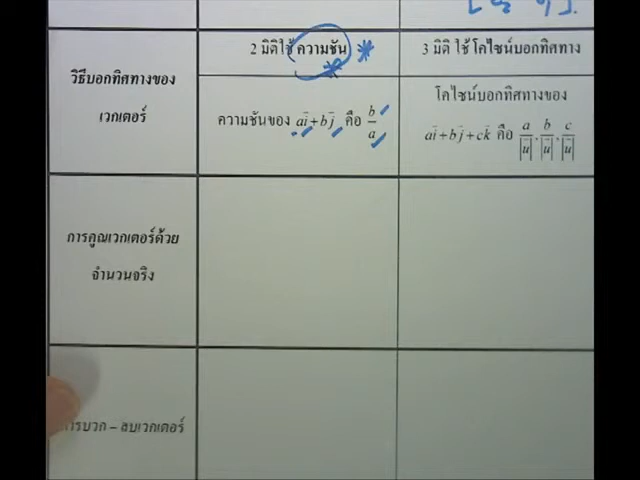 2 มิติใช้ ความชัน
3 มิติ ใช้ โคไซน์บอกทิศทาง
วิธีบอกทิศทางของ
เวกเตอร์
ความชันของ ai̅+bj̅ คือ b/a
โคไซน์บอกทิศทางของ
ai̅+bj̅+ck̅ คือ a/|u̅|, b/|u̅|, c/|u̅|
การคูณเวกเตอร์ด้วย
จำนวนจริง
การบวก – ลบเวกเตอร์